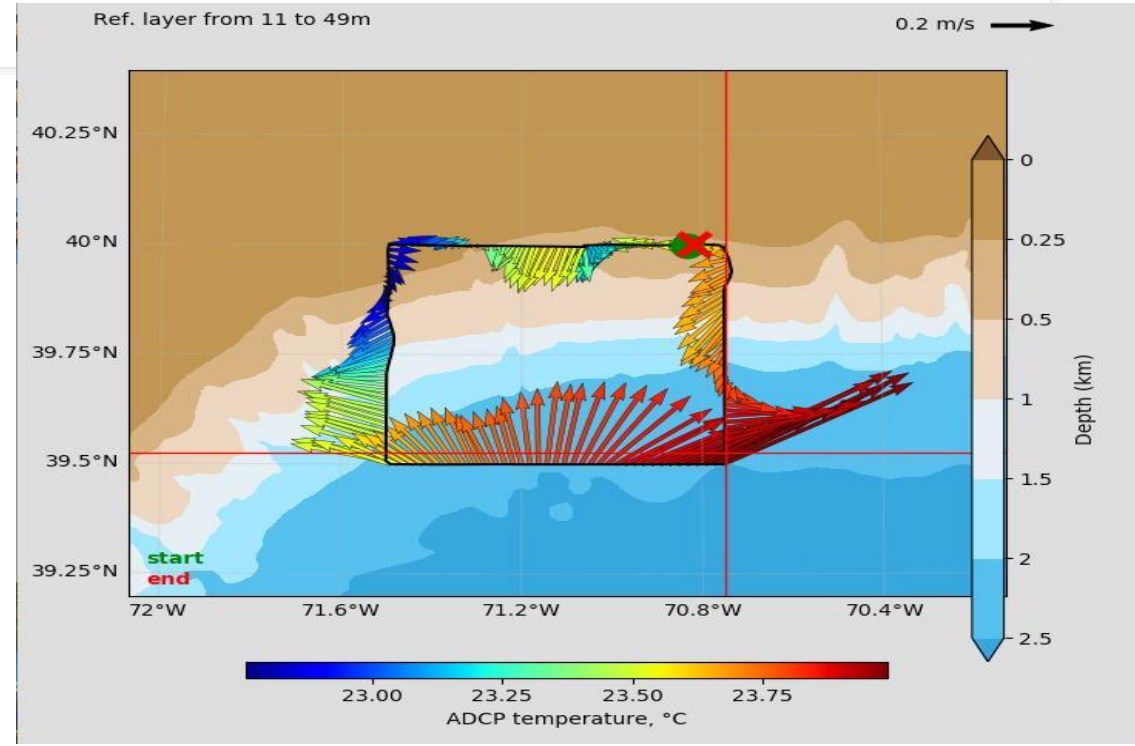 Ref. layer from 11 to 49m
0.2 m/s
40.25°N
40°N
39.75°N
39.5°N
39.25°N
start
end
72°W
71.6°W
71.2°W
70.8°W
70.4°W
0
0.25
0.5
1
1.5
2
2.5
Depth (km)
23.00
23.25
23.50
23.75
ADCP temperature, °C